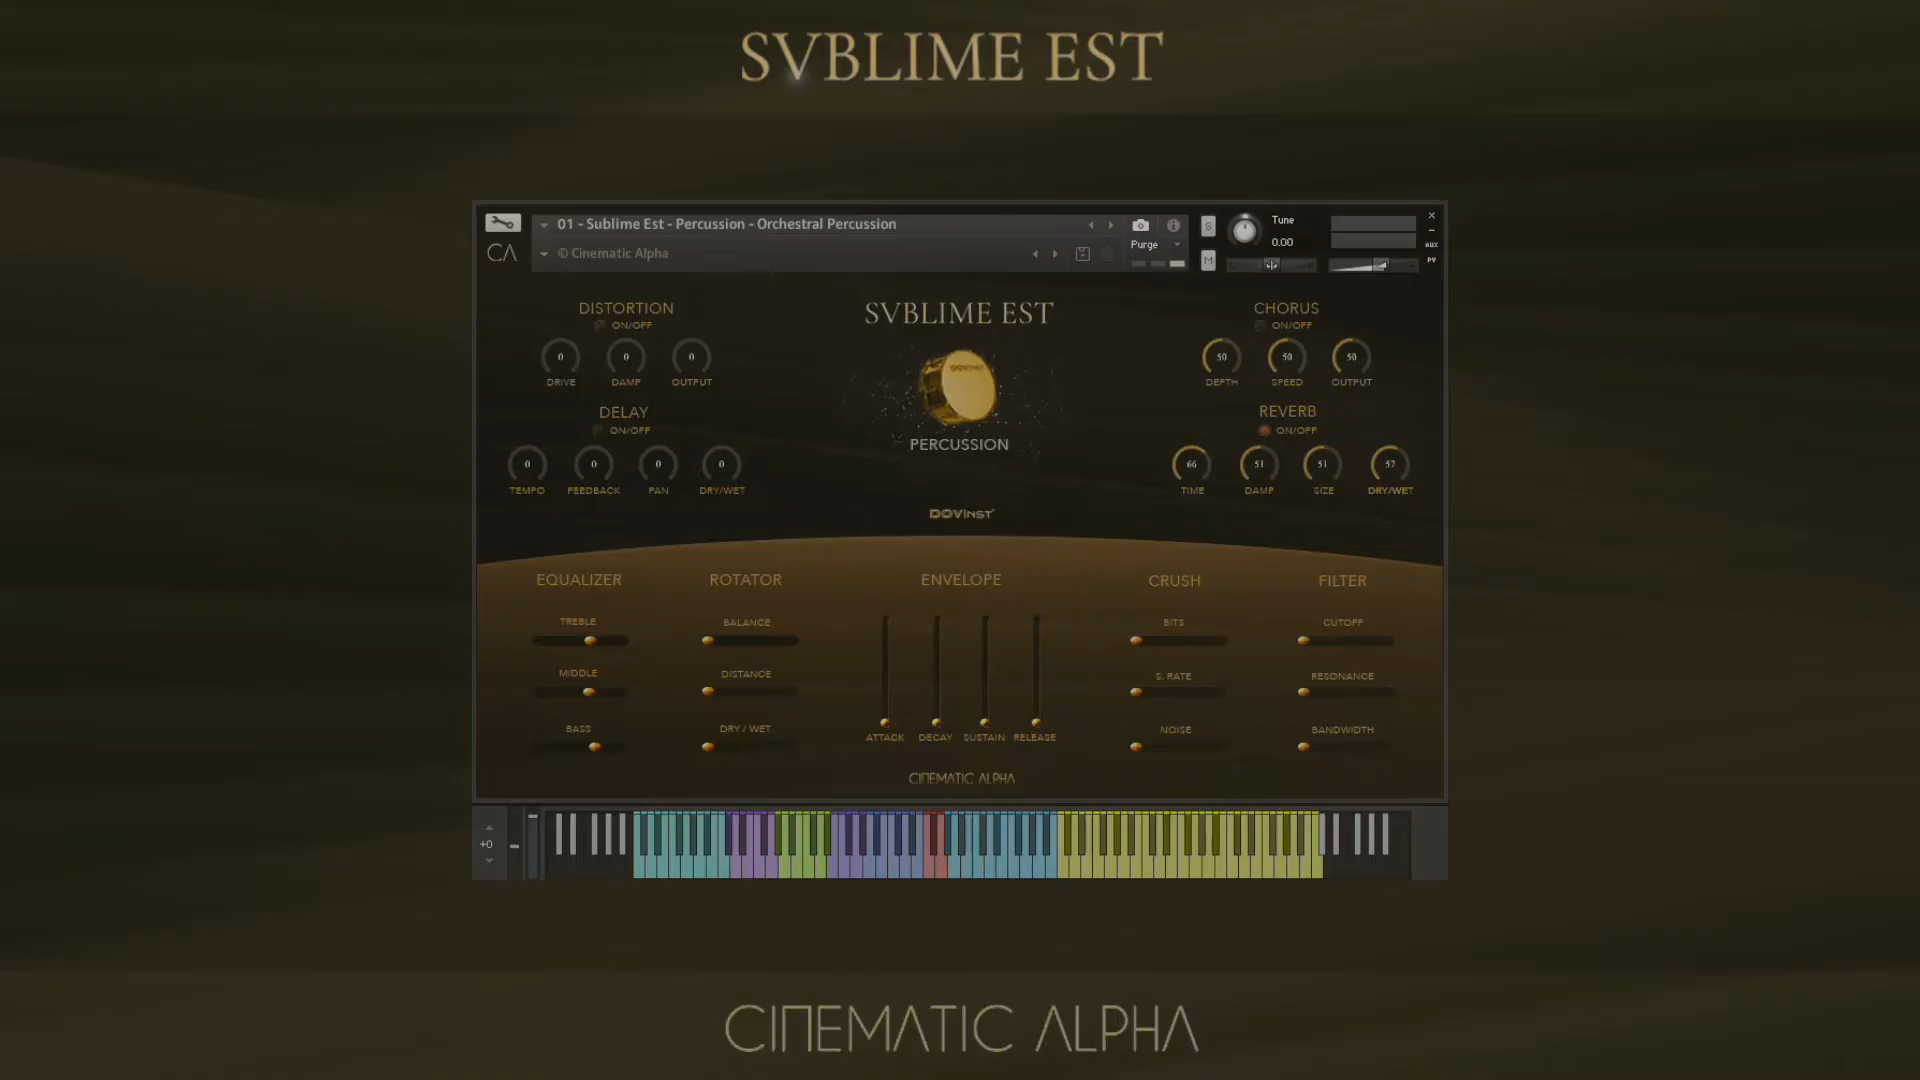 SVBLIME EST
01 - Sublime Est - Percussion - Orchestral Percussion
© Cinematic Alpha
CA
Purge
S
M
Tune
0.00
AUX
PV
DISTORTION
ON/OFF
0 0 0
DRIVE DAMP OUTPUT
DELAY
ON/OFF
0 0 0 0
TEMPO FEEDBACK PAN DRY/WET
SVBLIME EST
DOVINST
PERCUSSION
DOVINST
CHORUS
ON/OFF
50 50 50
DEPTH SPEED OUTPUT
REVERB
ON/OFF
66 51 51 57
TIME DAMP SIZE DRY/WET
EQUALIZER
TREBLE
MIDDLE
BASS
ROTATOR
BALANCE
DISTANCE
DRY / WET
ENVELOPE
ATTACK DECAY SUSTAIN RELEASE
CRUSH
BITS
S. RATE
NOISE
FILTER
CUTOFF
RESONANCE
BANDWIDTH
CINEMATIC ALPHA
+0
CINEMATIC ALPHA